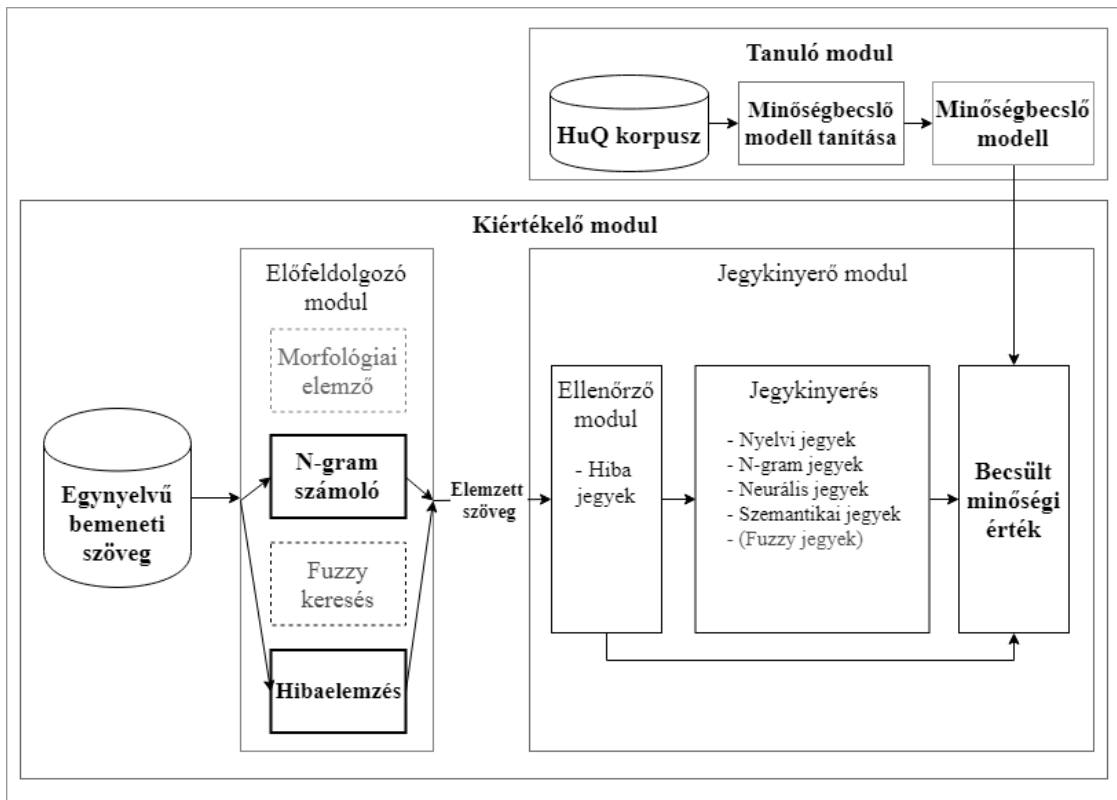 Tanuló modul
HuQ korpusz
Minőségbecslő
modell tanítása
Minőségbecslő
modell
Kiértékelő modul
Egynyelvű
bemeneti
szöveg
Előfeldolgozó
modul
Morfológiai
elemző
N-gram
számoló
Fuzzy
keresés
Hibaelemzés
Elemzett
szöveg
Jegykinyerő modul
Ellenőrző
modul
- Hiba
jegyek
Jegykinyerés
- Nyelvi jegyek
- N-gram jegyek
- Neurális jegyek
- Szemantikai jegyek
- (Fuzzy jegyek)
Becsült
minőségi
érték